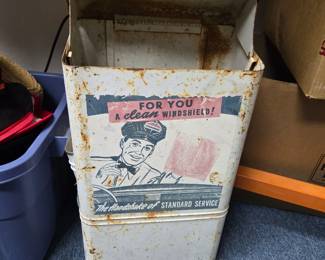 FOR YOU
A clean WINDSHIELD!
The Handshake of STANDARD SERVICE